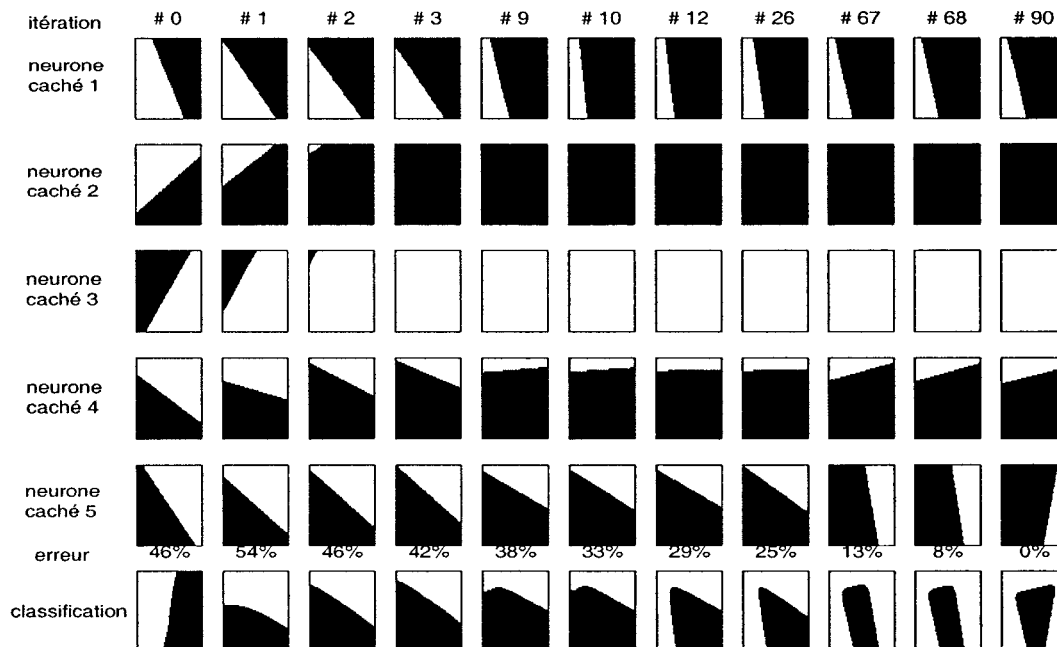 itération # 0 # 1 # 2 # 3 # 9 # 10 # 12 # 26 # 67 # 68 # 90
neurone
caché 1
neurone
caché 2
neurone
caché 3
neurone
caché 4
neurone
caché 5
erreur 46% 54% 46% 42% 38% 33% 29% 25% 13% 8% 0%
classification